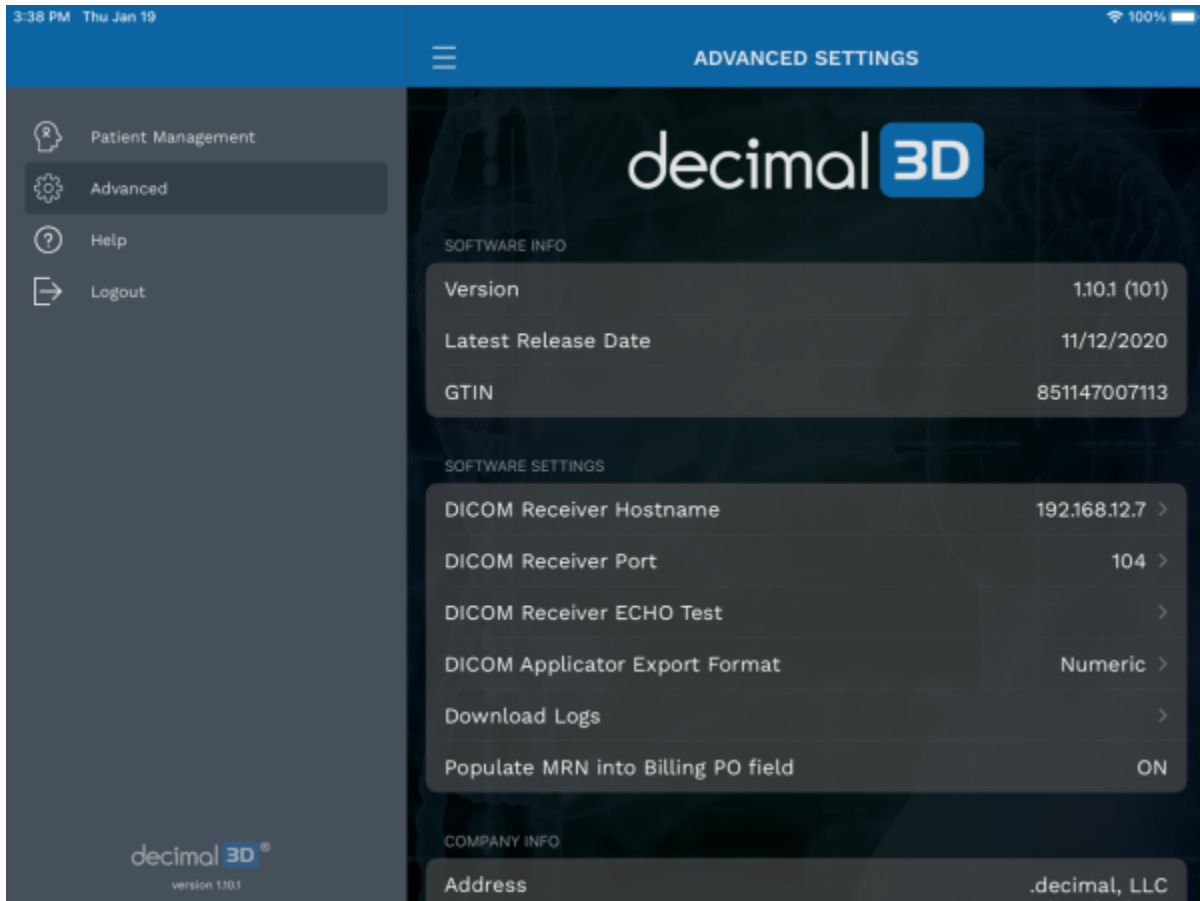 3:38 PM Thu Jan 19
100%
ADVANCED SETTINGS
Patient Management
Advanced
Help
Logout
decimal 3D®
version 1.10.1
decimal 3D
SOFTWARE INFO
Version 1.10.1 (101)
Latest Release Date 11/12/2020
GTIN 851147007113
SOFTWARE SETTINGS
DICOM Receiver Hostname 192.168.12.7 >
DICOM Receiver Port 104 >
DICOM Receiver ECHO Test >
DICOM Applicator Export Format Numeric >
Download Logs >
Populate MRN into Billing PO field ON
COMPANY INFO
Address .decimal, LLC